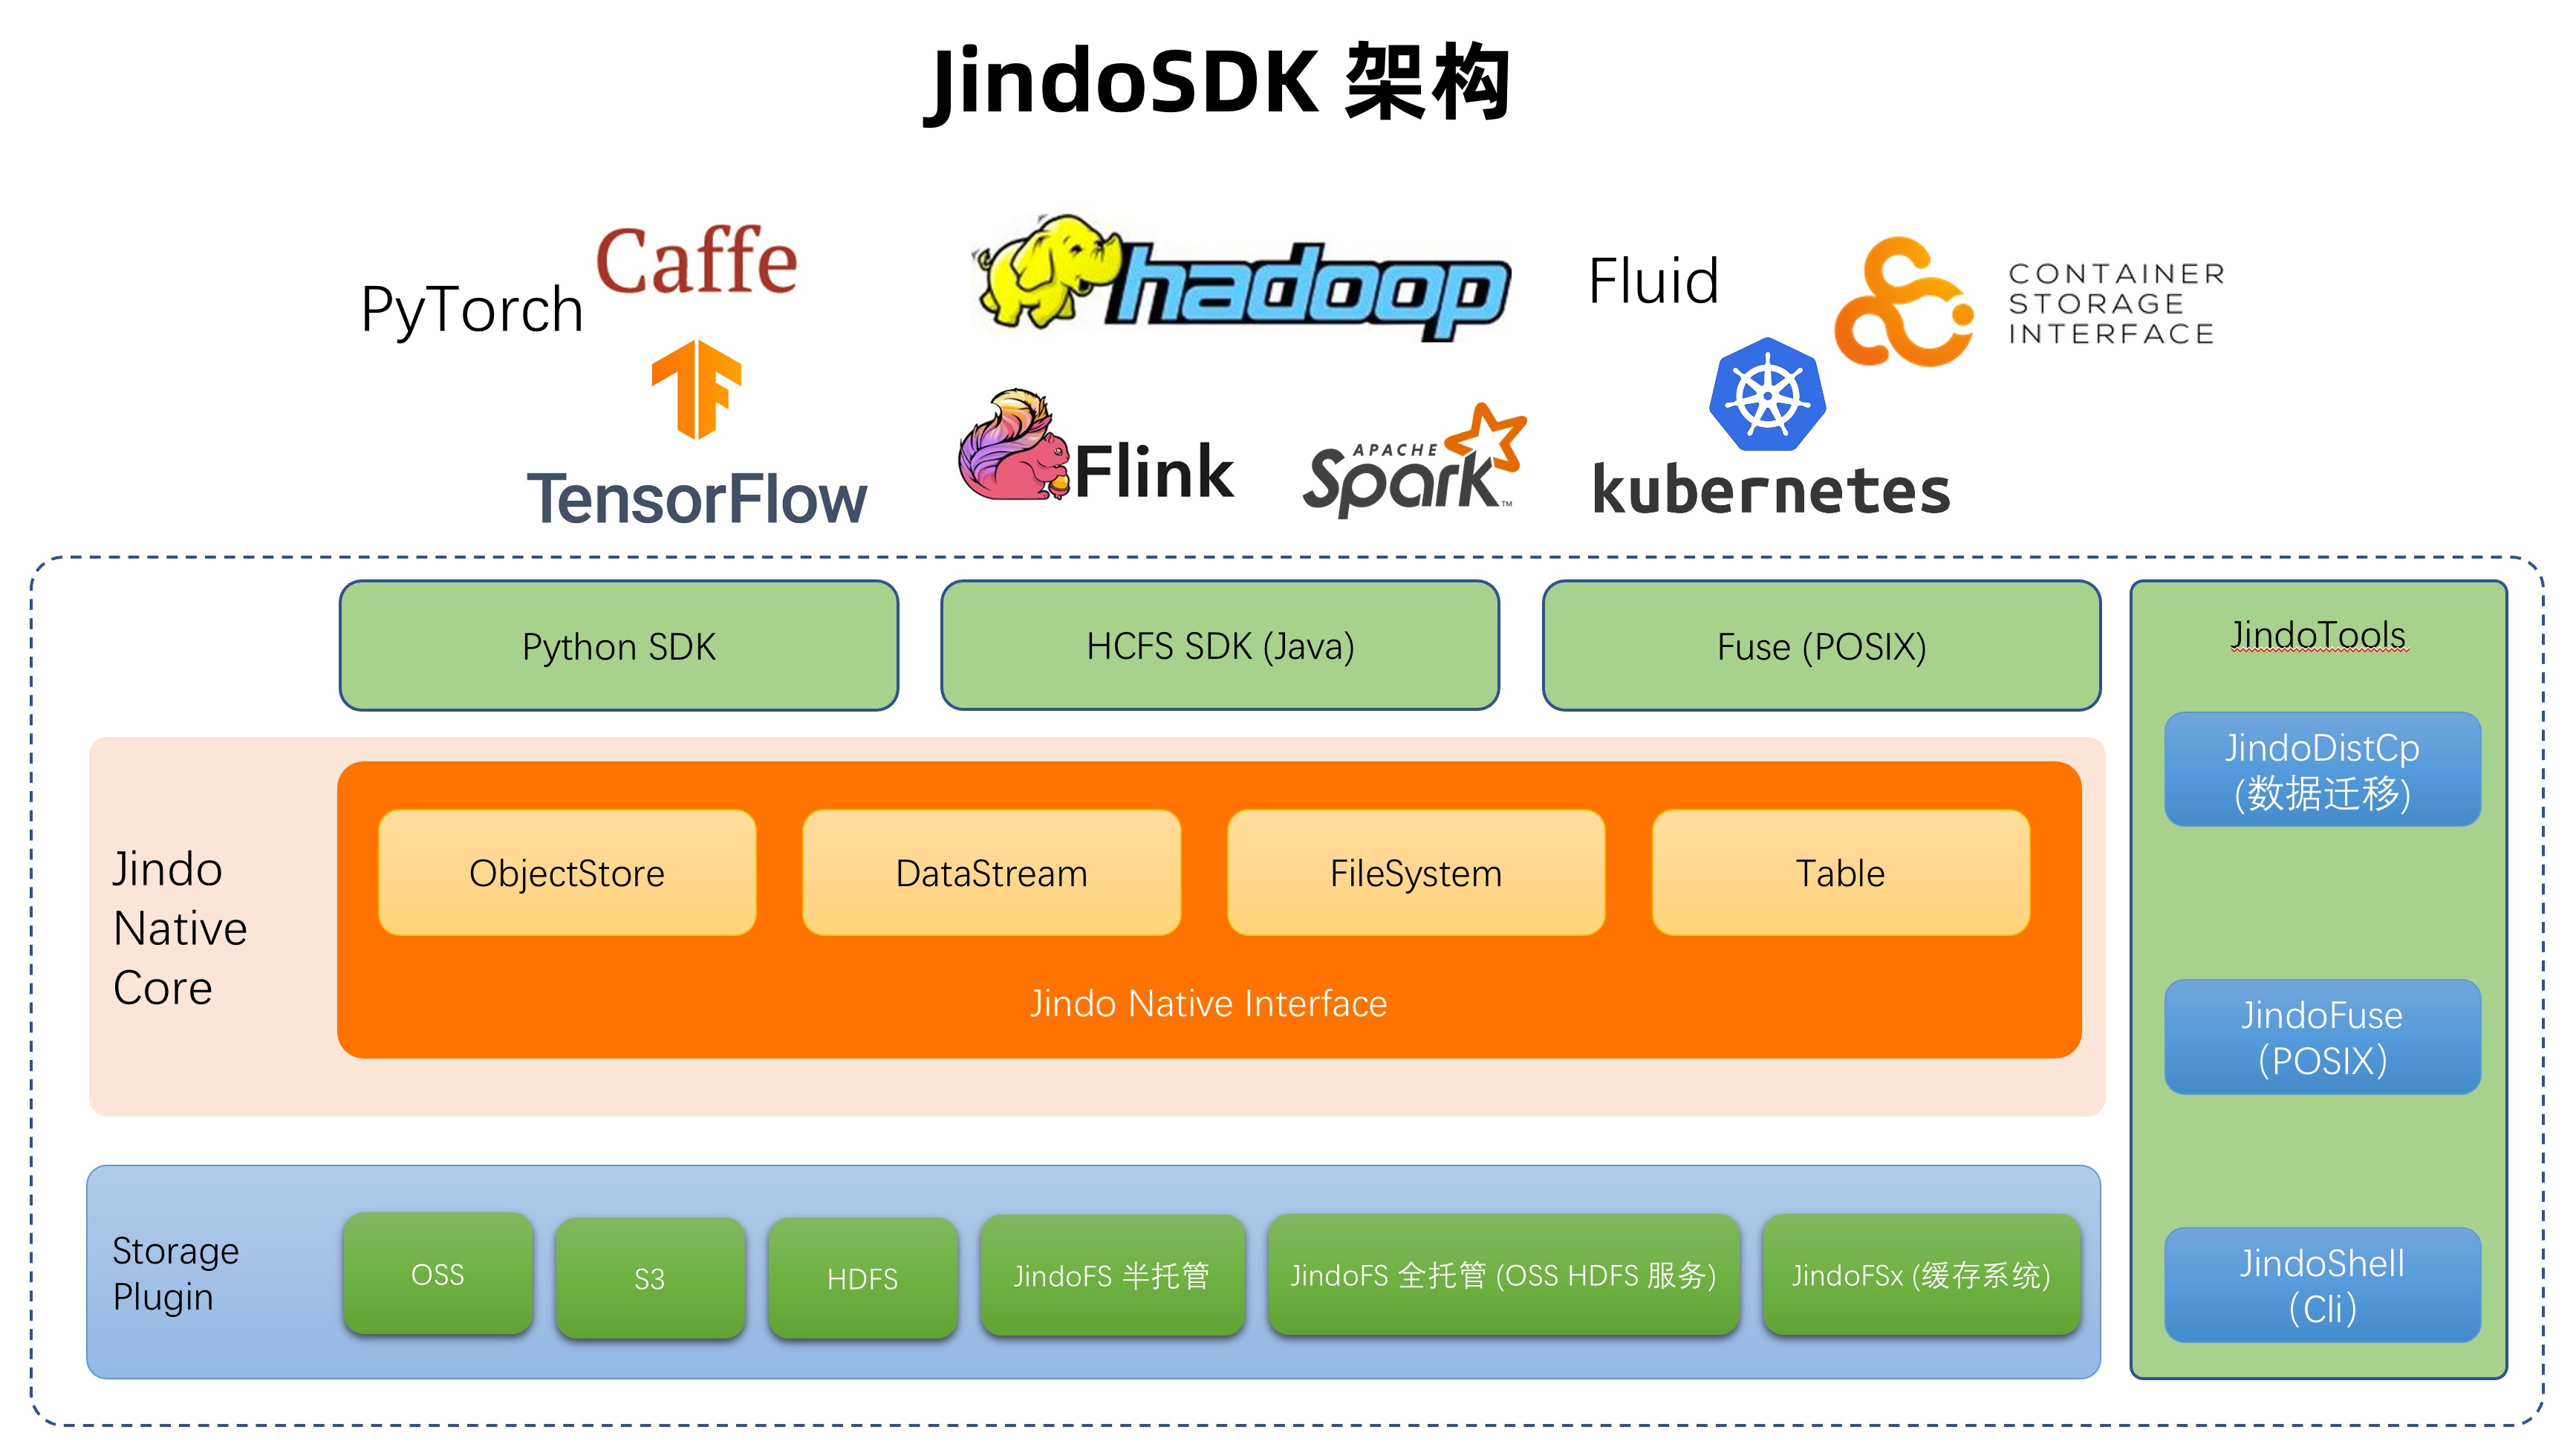 JindoSDK 架构
PyTorch
Caffe
TensorFlow
hadoop
Flink
APACHE
Spark™
Fluid
CONTAINER
STORAGE
INTERFACE
kubernetes
Python SDK
HCFS SDK (Java)
Fuse (POSIX)
Jindo
Native
Core
ObjectStore
DataStream
FileSystem
Table
Jindo Native Interface
Storage
Plugin
OSS
S3
HDFS
JindoFS 半托管
JindoFS 全托管 (OSS HDFS 服务)
JindoFSx (缓存系统)
JindoTools
JindoDistCp
(数据迁移)
JindoFuse
（POSIX）
JindoShell
（Cli）